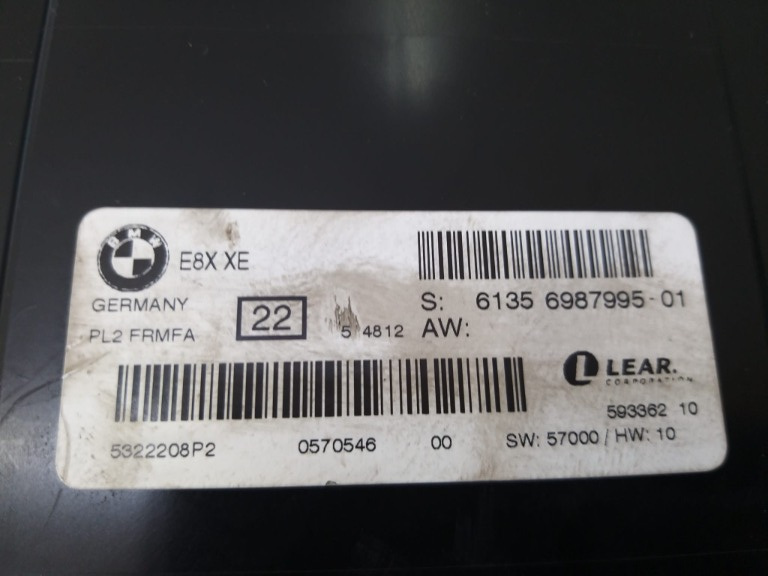 BMW
E8X XE
GERMANY
S: 6135 6987995-01
PL2 FRMFA
22
5 4812
AW:
LEAR.
CORPORATION
593362 10
5322208P2
0570546
00
SW: 57000 / HW: 10